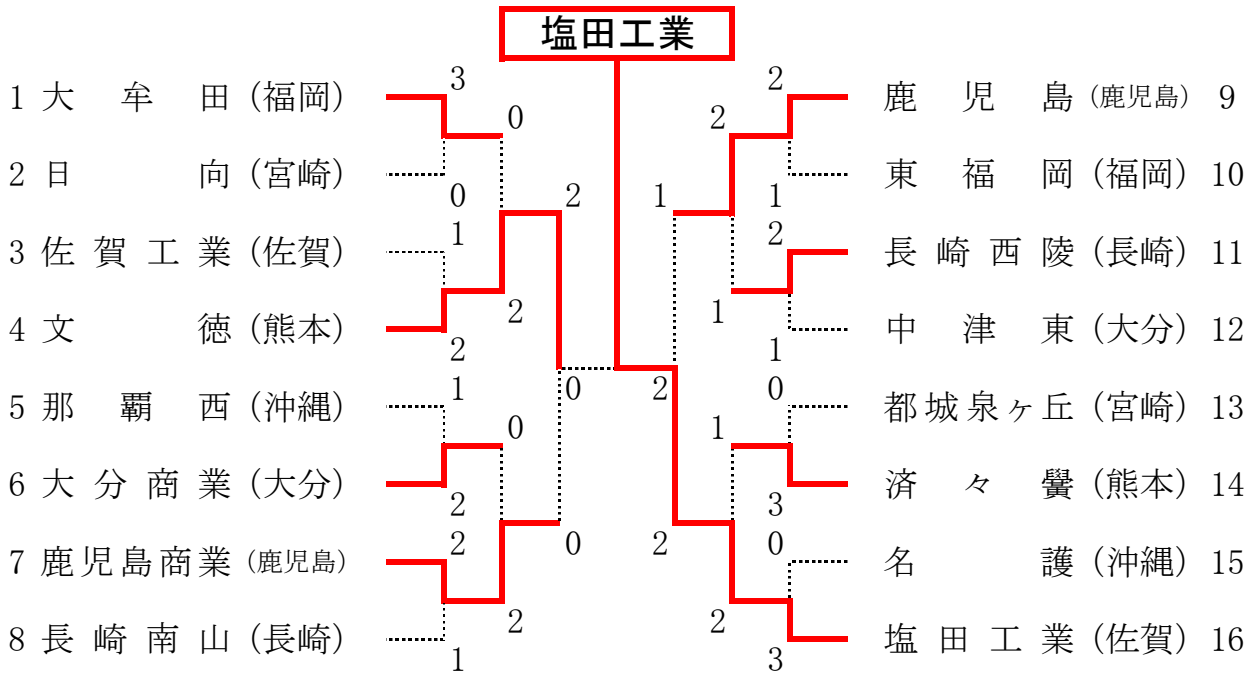 塩田工業
3 2
1 大牟田 (福岡) 鹿児島 (鹿児島) 9
0 2
2 日向 (宮崎) 東福岡 (福岡) 10
0 2 1 1
1 2
3 佐賀工業 (佐賀) 長崎西陵 (長崎) 11
2 1
4 文徳 (熊本) 中津東 (大分) 12
2 1
1 0 2 0
5 那覇西 (沖縄) 都城泉ヶ丘 (宮崎) 13
0 1
6 大分商業 (大分) 済々黌 (熊本) 14
2 3
2 0 2 0
7 鹿児島商業 (鹿児島) 名護 (沖縄) 15
2 2
8 長崎南山 (長崎) 塩田工業 (佐賀) 16
1 3